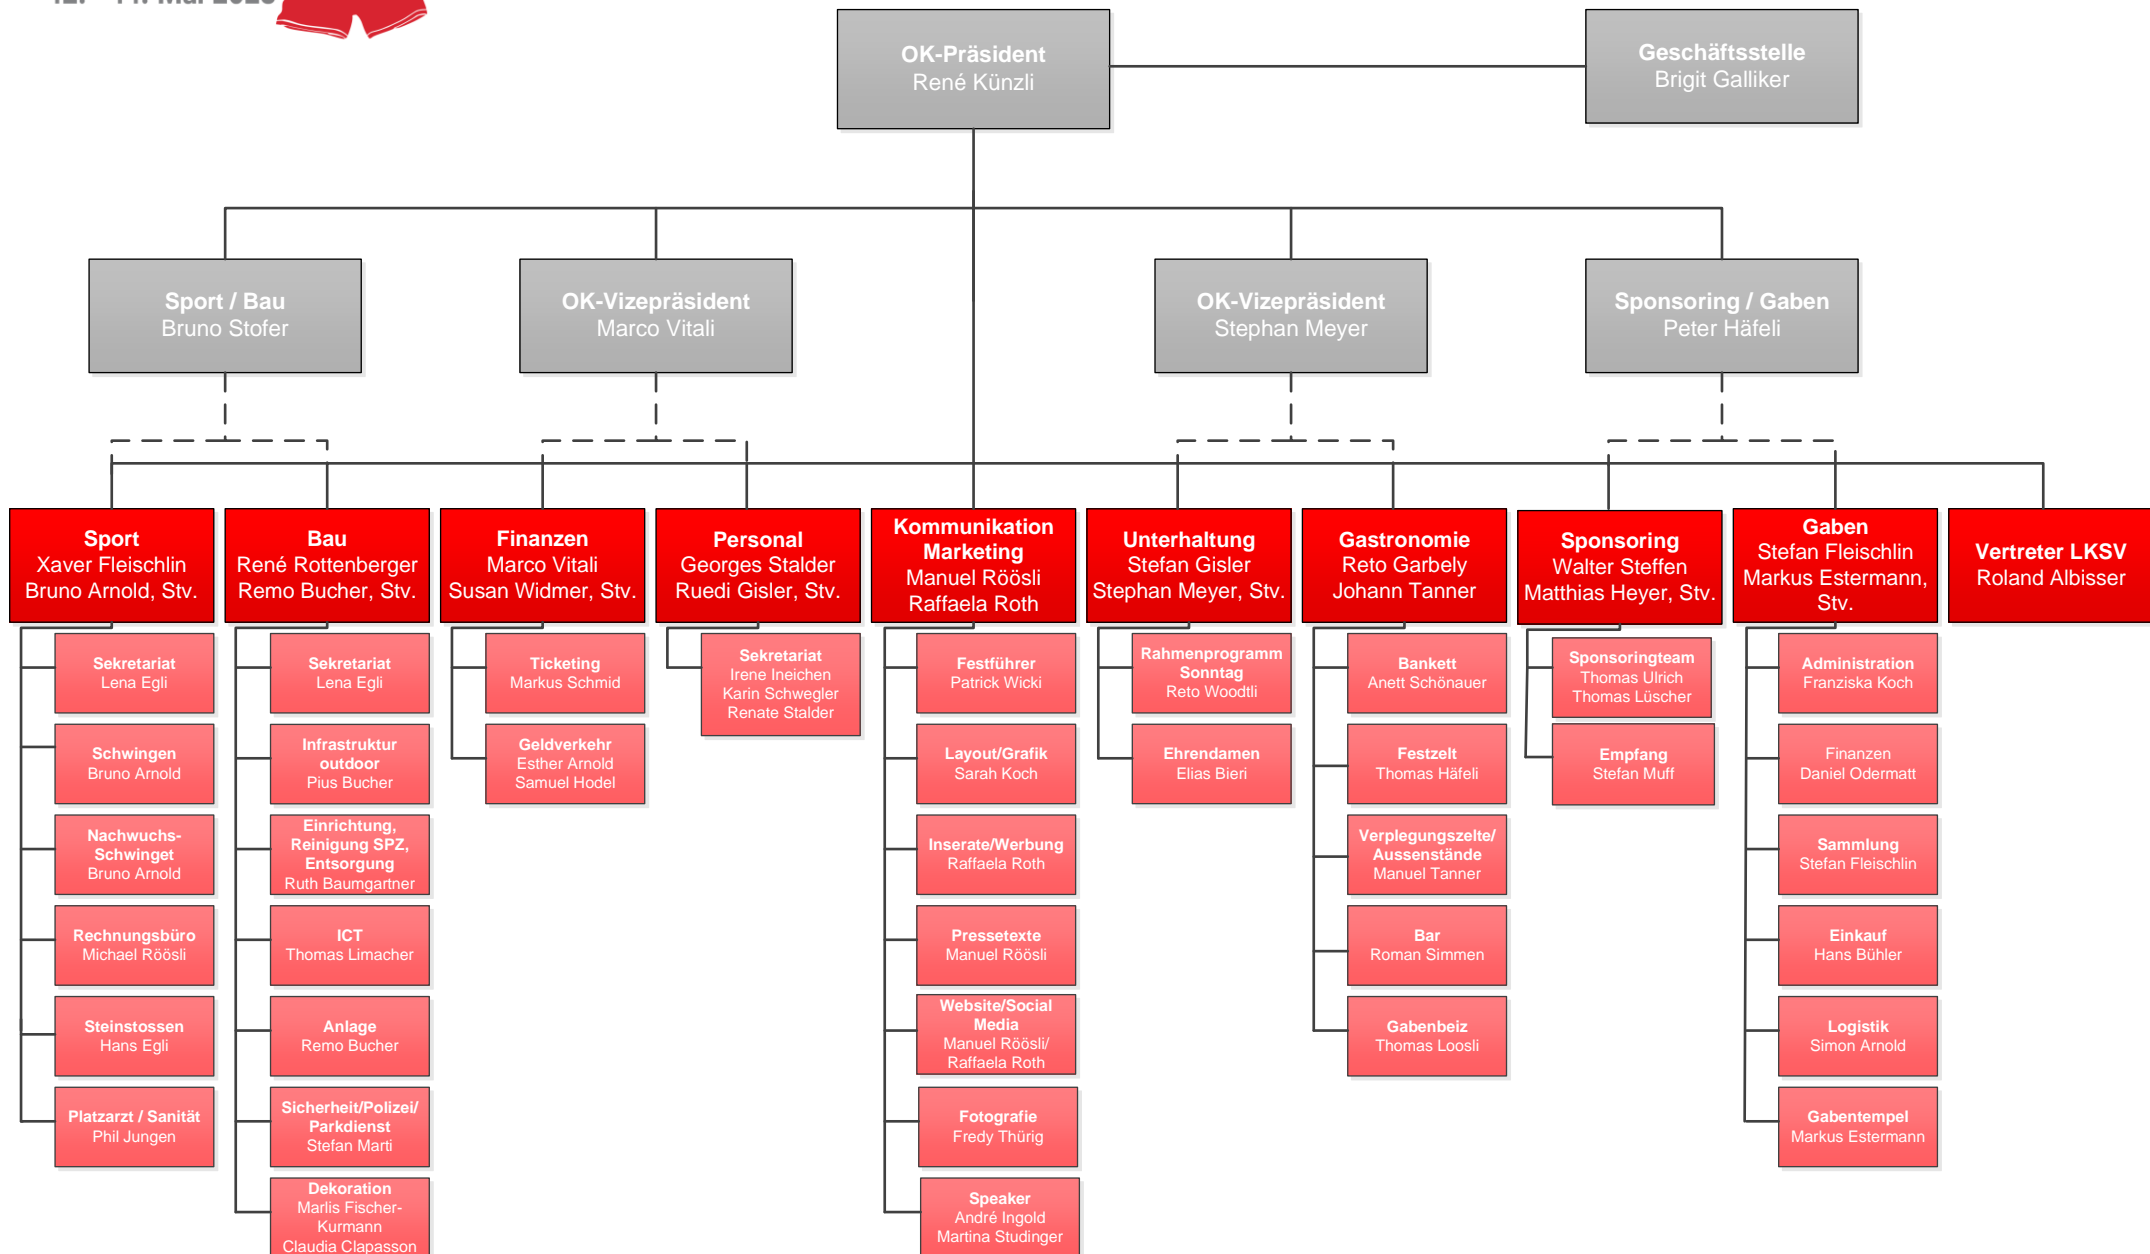 OK-Präsident
René Künzli
Geschäftsstelle
Brigit Galliker
Sport / Bau
Bruno Stofer
OK-Vizepräsident
Marco Vitali
OK-Vizepräsident
Stephan Meyer
Sponsoring / Gaben
Peter Häfeli
Sport
Xaver Fleischlin
Bruno Arnold, Stv.
Bau
René Rottenberger
Remo Bucher, Stv.
Finanzen
Marco Vitali
Susan Widmer, Stv.
Personal
Georges Stalder
Ruedi Gisler, Stv.
Kommunikation
Marketing
Manuel Röösli
Raffaela Roth
Unterhaltung
Stefan Gisler
Stephan Meyer, Stv.
Gastronomie
Reto Garbely
Johann Tanner
Sponsoring
Walter Steffen
Matthias Heyer, Stv.
Gaben
Stefan Fleischlin
Markus Estermann,
Stv.
Vertreter LKSV
Roland Albisser
Sekretariat
Lena Egli
Schwingen
Bruno Arnold
Nachwuchs-
Schwinget
Bruno Arnold
Rechnungsbüro
Michael Röösli
Steinstossen
Hans Egli
Platzarzt / Sanität
Phil Jungen
Sekretariat
Lena Egli
Infrastruktur
outdoor
Pius Bucher
Einrichtung,
Reinigung SPZ,
Entsorgung
Ruth Baumgartner
ICT
Thomas Limacher
Anlage
Remo Bucher
Sicherheit/Polizei/
Parkdienst
Stefan Marti
Dekoration
Marlis Fischer-
Kurmann
Claudia Clapasson
Ticketing
Markus Schmid
Geldverkehr
Esther Arnold
Samuel Hodel
Sekretariat
Irene Ineichen
Karin Schwegler
Renate Stalder
Festführer
Patrick Wicki
Layout/Grafik
Sarah Koch
Inserate/Werbung
Raffaela Roth
Pressetexte
Manuel Röösli
Website/Social
Media
Manuel Röösli/
Raffaela Roth
Fotografie
Fredy Thürig
Speaker
André Ingold
Martina Studinger
Rahmenprogramm
Sonntag
Reto Woodtli
Ehrendamen
Elias Bieri
Bankett
Anett Schönauer
Festzelt
Thomas Häfeli
Verplegungszelte/
Aussenstände
Manuel Tanner
Bar
Roman Simmen
Gabenbeiz
Thomas Loosli
Sponsoringteam
Thomas Ulrich
Thomas Lüscher
Empfang
Stefan Muff
Administration
Franziska Koch
Finanzen
Daniel Odermatt
Sammlung
Stefan Fleischlin
Einkauf
Hans Bühler
Logistik
Simon Arnold
Gabentempel
Markus Estermann